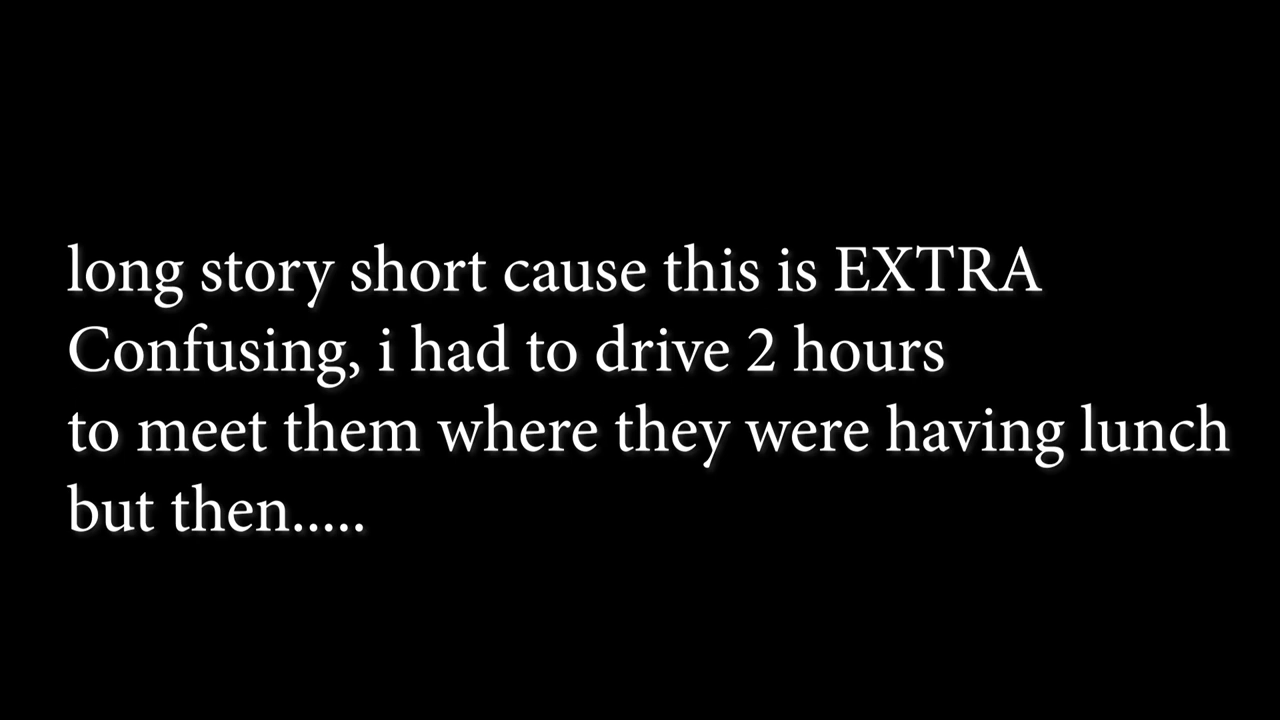 long story short cause this is EXTRA
Confusing, i had to drive 2 hours
to meet them where they were having lunch
but then.....